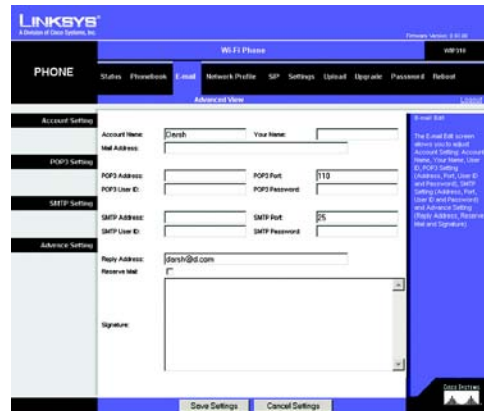 LINKSYS®
A Division of Cisco Systems, Inc.
Firmware Version:
Wi-Fi Phone
WIP310
PHONE
Status Phonebook E-mail Network Profile SIP Settings Upload Upgrade Password Reboot
Advanced View
Logout
Account Setting
Account Name: Darsh Your Name:
Mail Address:
POP3 Setting
POP3 Address: POP3 Port: 110
POP3 User ID: POP3 Password:
SMTP Setting
SMTP Address: SMTP Port: 25
SMTP User ID: SMTP Password:
Advance Setting
Reply Address: darsh@d.com
Reserve Mail:
Signature:
E-mail Edit
The E-mail Edit screen
allows you to adjust
Account Setting (Account
Name, Your Name, User
ID, POP3 Setting
(Address, Port, User ID
and Password), SMTP
Setting (Address, Port,
User ID and Password)
and Advance Setting
(Reply Address, Reserve
Mail and Signature)
Save Settings Cancel Settings
Cisco Systems